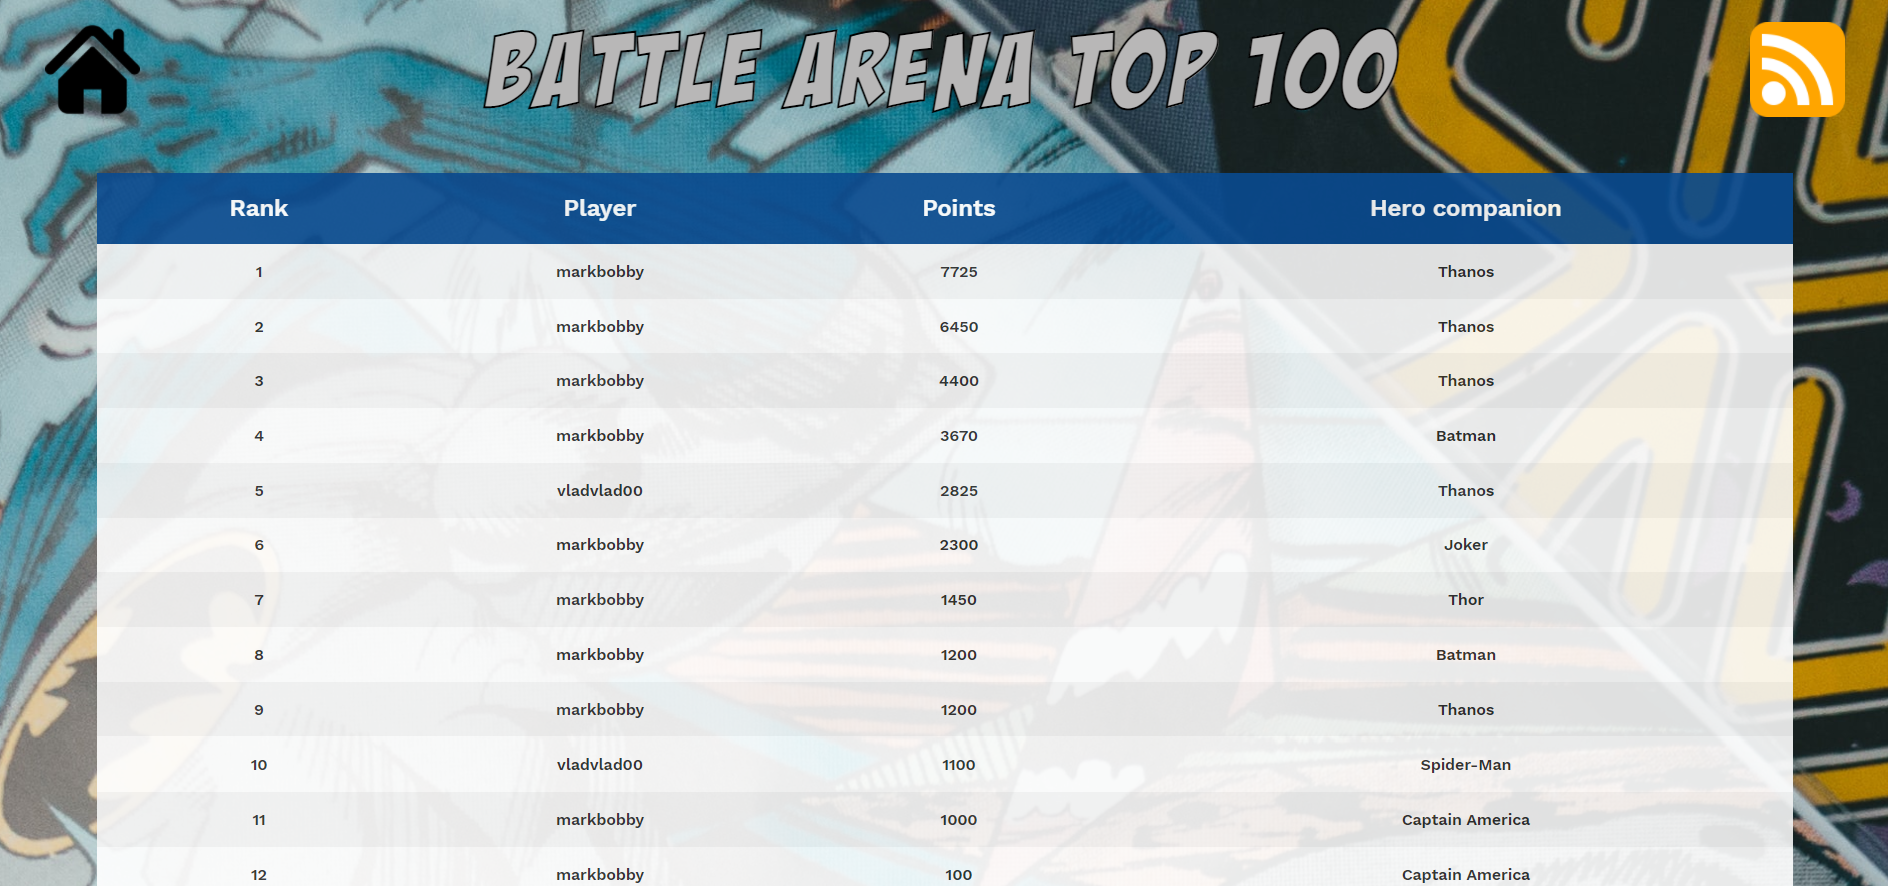 BATTLE ARENA TOP 100
Rank Player Points Hero companion
1 markbobby 7725 Thanos
2 markbobby 6450 Thanos
3 markbobby 4400 Thanos
4 markbobby 3670 Batman
5 vladvlad00 2825 Thanos
6 markbobby 2300 Joker
7 markbobby 1450 Thor
8 markbobby 1200 Batman
9 markbobby 1200 Thanos
10 vladvlad00 1100 Spider-Man
11 markbobby 1000 Captain America
12 markbobby 100 Captain America